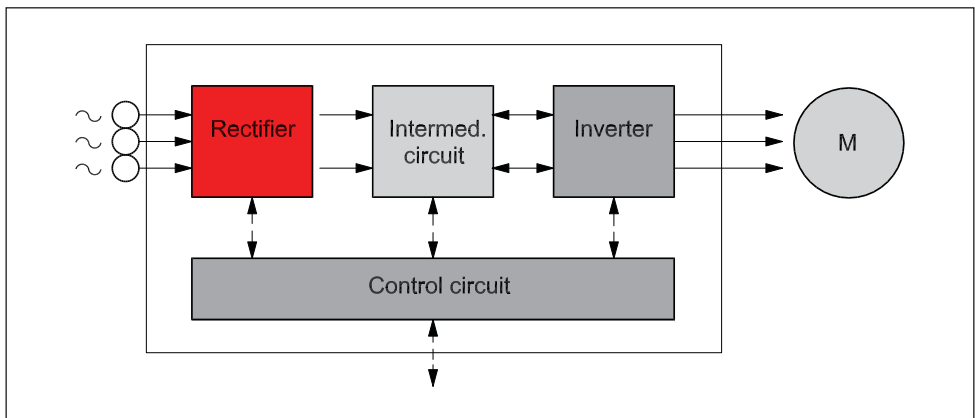 Rectifier
Intermed.
circuit
Inverter
M
Control circuit